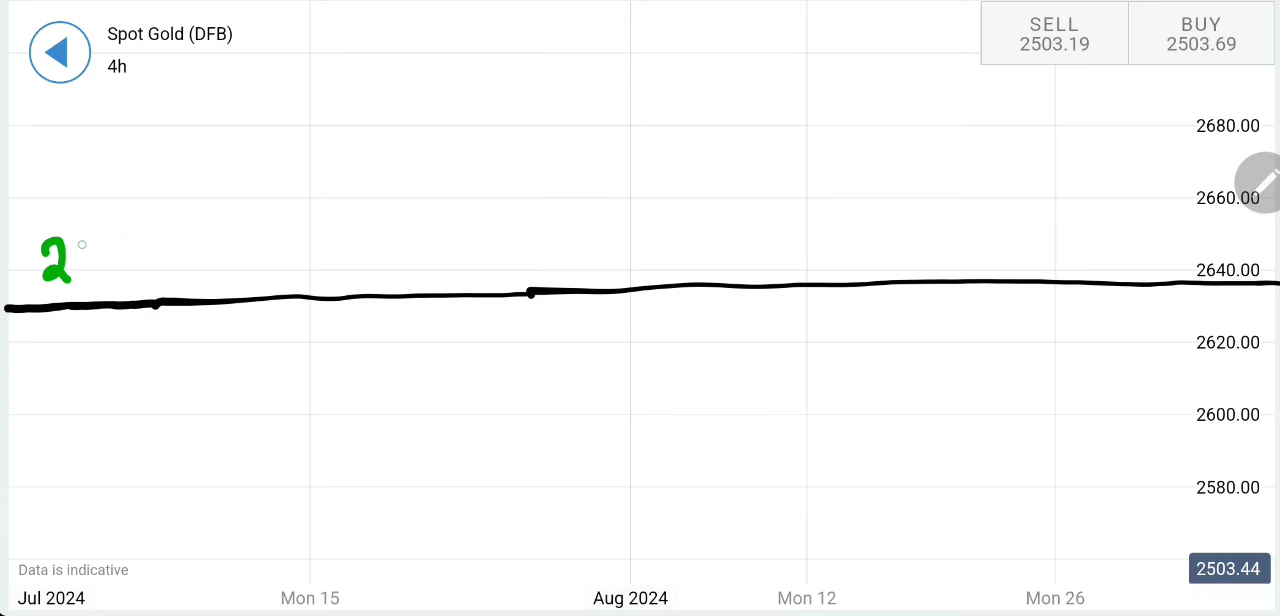 Spot Gold (DFB)
4h
SELL
2503.19
BUY
2503.69
2680.00
2660.00
2
2640.00
2620.00
2600.00
2580.00
Data is indicative
2503.44
Jul 2024
Mon 15
Aug 2024
Mon 12
Mon 26